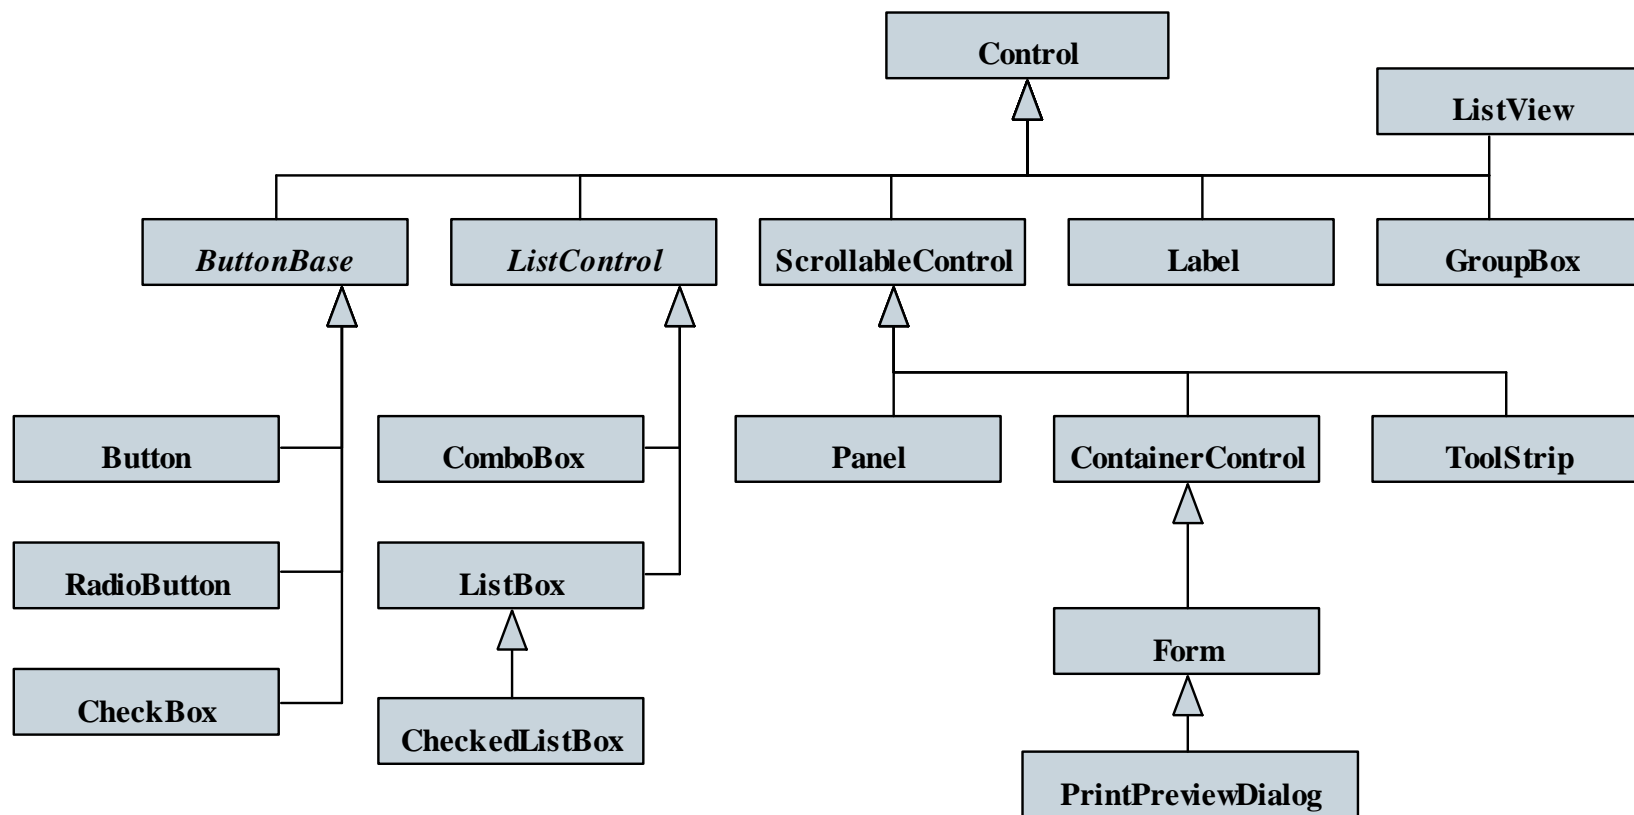 Control
ListView
ButtonBase
ListControl
ScrollableControl
Label
GroupBox
Button
ComboBox
Panel
ContainerControl
ToolStrip
RadioButton
ListBox
Form
CheckBox
CheckedListBox
PrintPreviewDialog